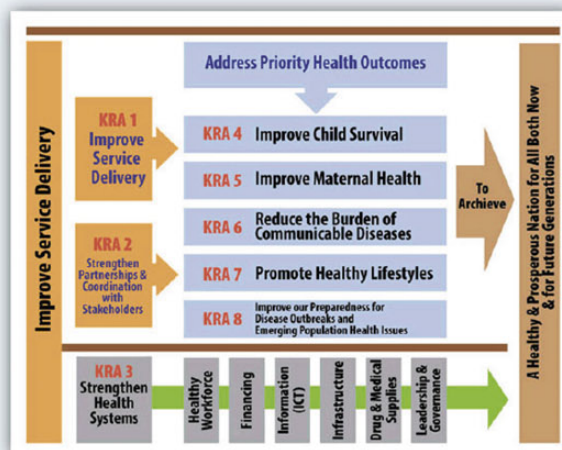 Improve Service Delivery
Address Priority Health Outcomes
KRA 1
Improve
Service
Delivery
KRA 2
Strengthen
Partnerships &
Coordination
with
Stakeholders
KRA 4 Improve Child Survival
KRA 5 Improve Maternal Health
KRA 6 Reduce the Burden of
Communicable Diseases
KRA 7 Promote Healthy Lifestyles
KRA 8 Improve our Preparedness for
Disease Outbreaks and
Emerging Population Health Issues
To
Achieve
A Healthy & Prosperous Nation for All Both Now
& for Future Generations
KRA 3
Strengthen
Health
Systems
Healthy
Workforce
Financing
Information
(ICT)
Infrastructure
Drug & Medical
Supplies
Leadership &
Governance